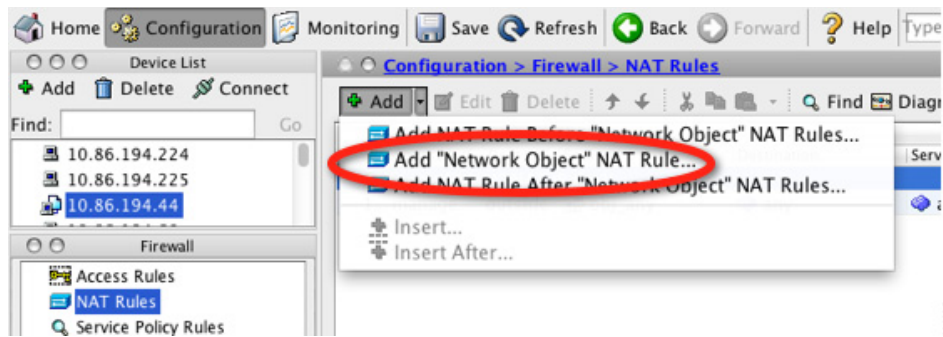 Home Configuration Monitoring Save Refresh Back Forward Help Type
Device List
Add Delete Connect
Find: Go
10.86.194.224
10.86.194.225
10.86.194.44
Firewall
Access Rules
NAT Rules
Service Policy Rules
Configuration > Firewall > NAT Rules
Add Edit Delete Find Diagr
Add NAT Rule Before "Network Object" NAT Rules...
Add "Network Object" NAT Rule...
Add NAT Rule After "Network Object" NAT Rules...
Insert...
Insert After...
Serv